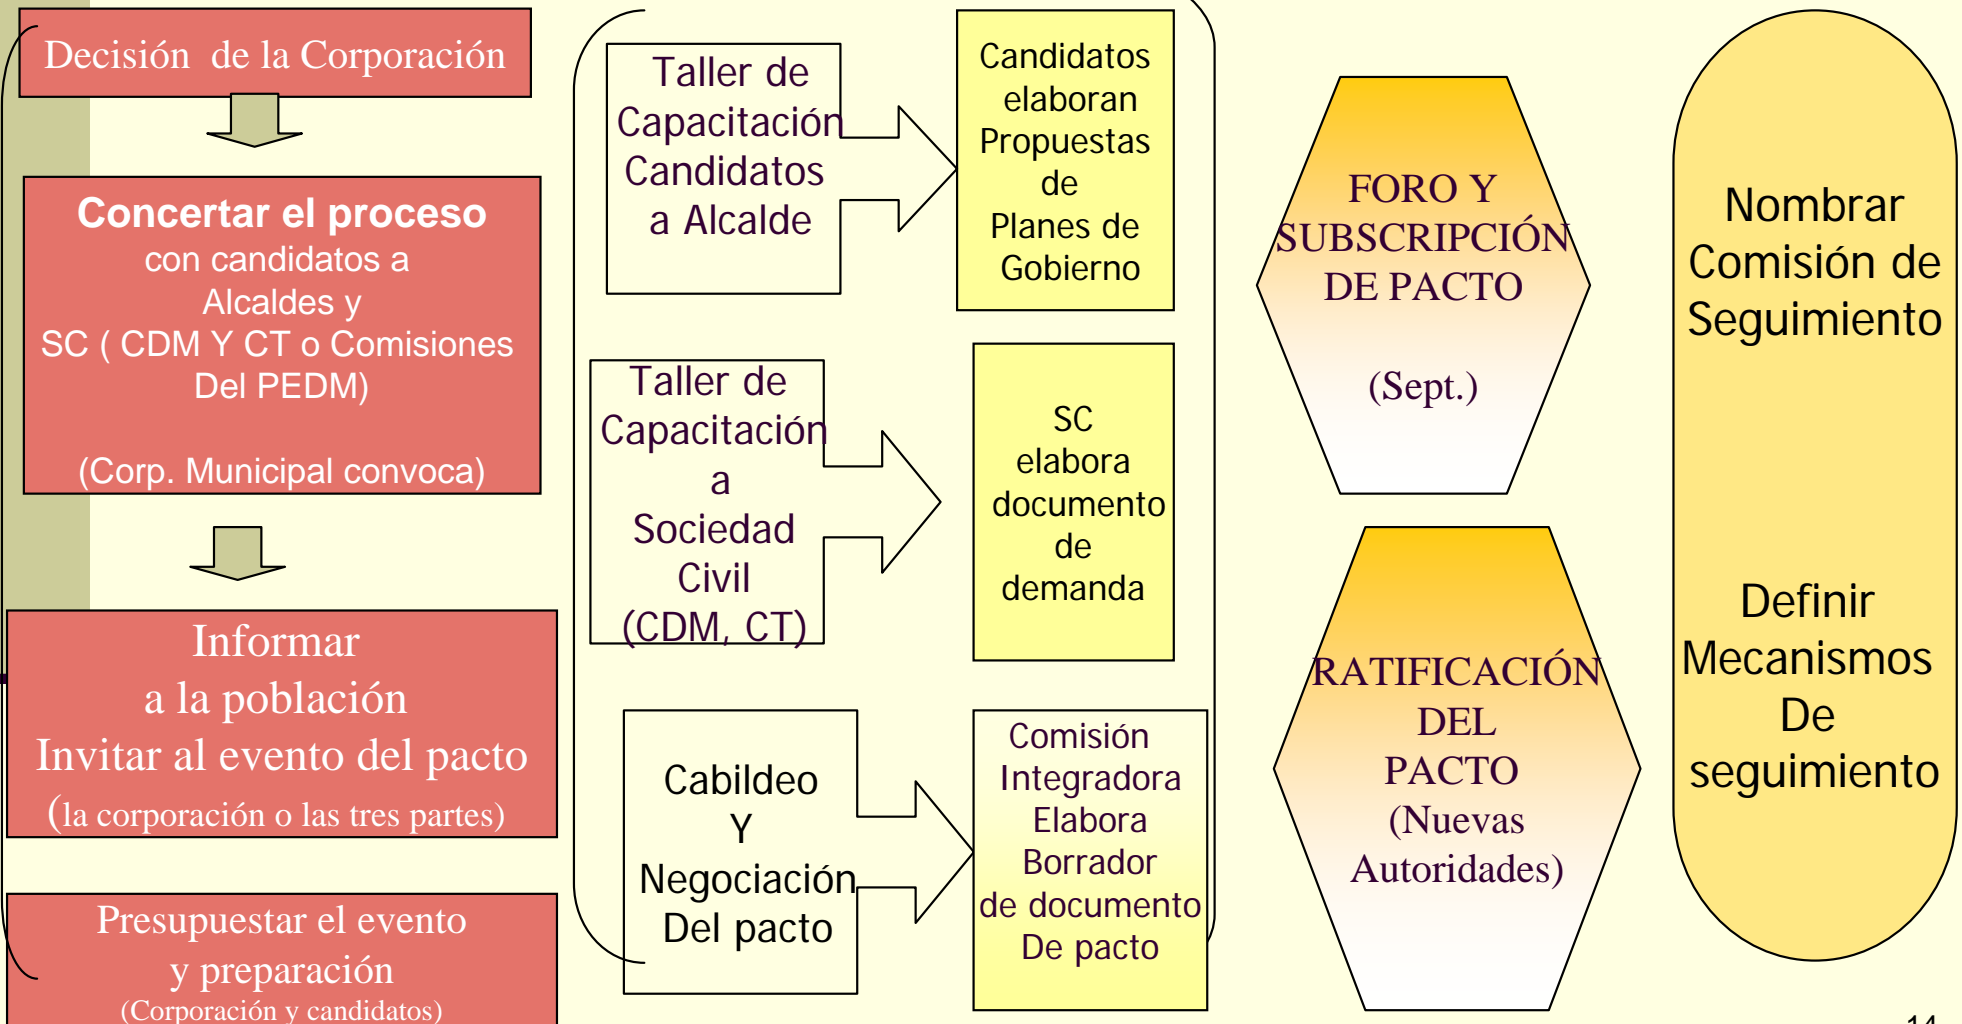 Decisión de la Corporación
Concertar el proceso
con candidatos a
Alcaldes y
SC ( CDM Y CT o Comisiones
Del PEDM)
(Corp. Municipal convoca)
Informar
a la población
Invitar al evento del pacto
(la corporación o las tres partes)
Presupuestar el evento
y preparación
(Corporación y candidatos)
Taller de
Capacitación
Candidatos
a Alcalde
Candidatos
elaboran
Propuestas
de
Planes de
Gobierno
Taller de
Capacitación
a
Sociedad
Civil
(CDM, CT)
SC
elabora
documento
de
demanda
Cabildeo
Y
Negociación
Del pacto
Comisión
Integradora
Elabora
Borrador
de documento
De pacto
FORO Y
SUBSCRIPCIÓN
DE PACTO
(Sept.)
RATIFICACIÓN
DEL
PACTO
(Nuevas
Autoridades)
Nombrar
Comisión de
Seguimiento
Definir
Mecanismos
De
seguimiento
14